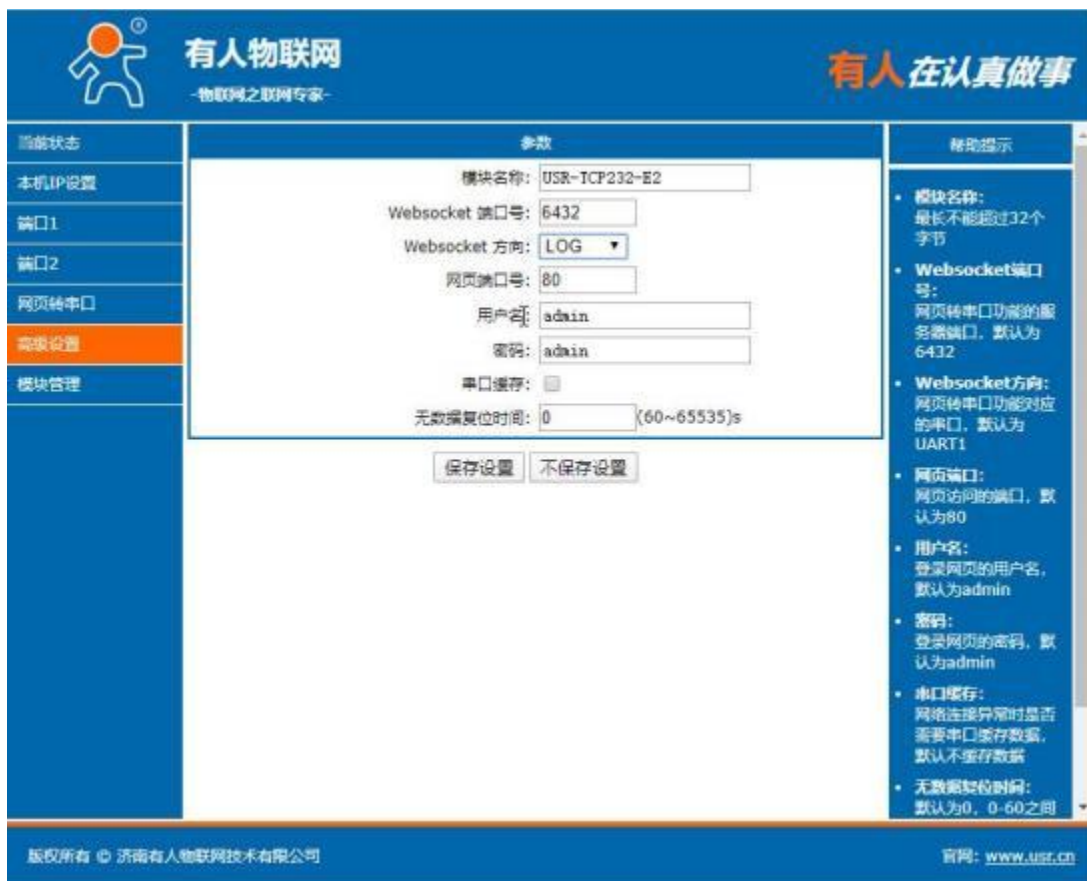 ®
有人物联网
-物联网之联网专家-
有人在认真做事
当前状态
本机IP设置
端口1
端口2
网页转串口
高级设置
模块管理
参数
模块名称: USR-TCP232-E2
Websocket 端口号: 6432
Websocket 方向: LOG
网页端口号: 80
用户名: admin
密码: admin
串口缓存:
无数据复位时间: 0 (60~65535)s
保存设置 不保存设置
帮助提示
• 模块名称:
最长不能超过32个
字节
• Websocket端口
号:
网页转串口功能的服
务器端口，默认为
6432
• Websocket方向:
网页转串口功能对应
的串口，默认为
UART1
• 网页端口:
网页访问的端口，默
认为80
• 用户名:
登录网页的用户名，
默认为admin
• 密码:
登录网页的密码，默
认为admin
• 串口缓存:
网络连接异常时是否
需要串口缓存数据，
默认不缓存数据
• 无数据复位时间:
默认为0，0-60之间
版权所有 © 济南有人物联网技术有限公司
官网: www.usr.cn